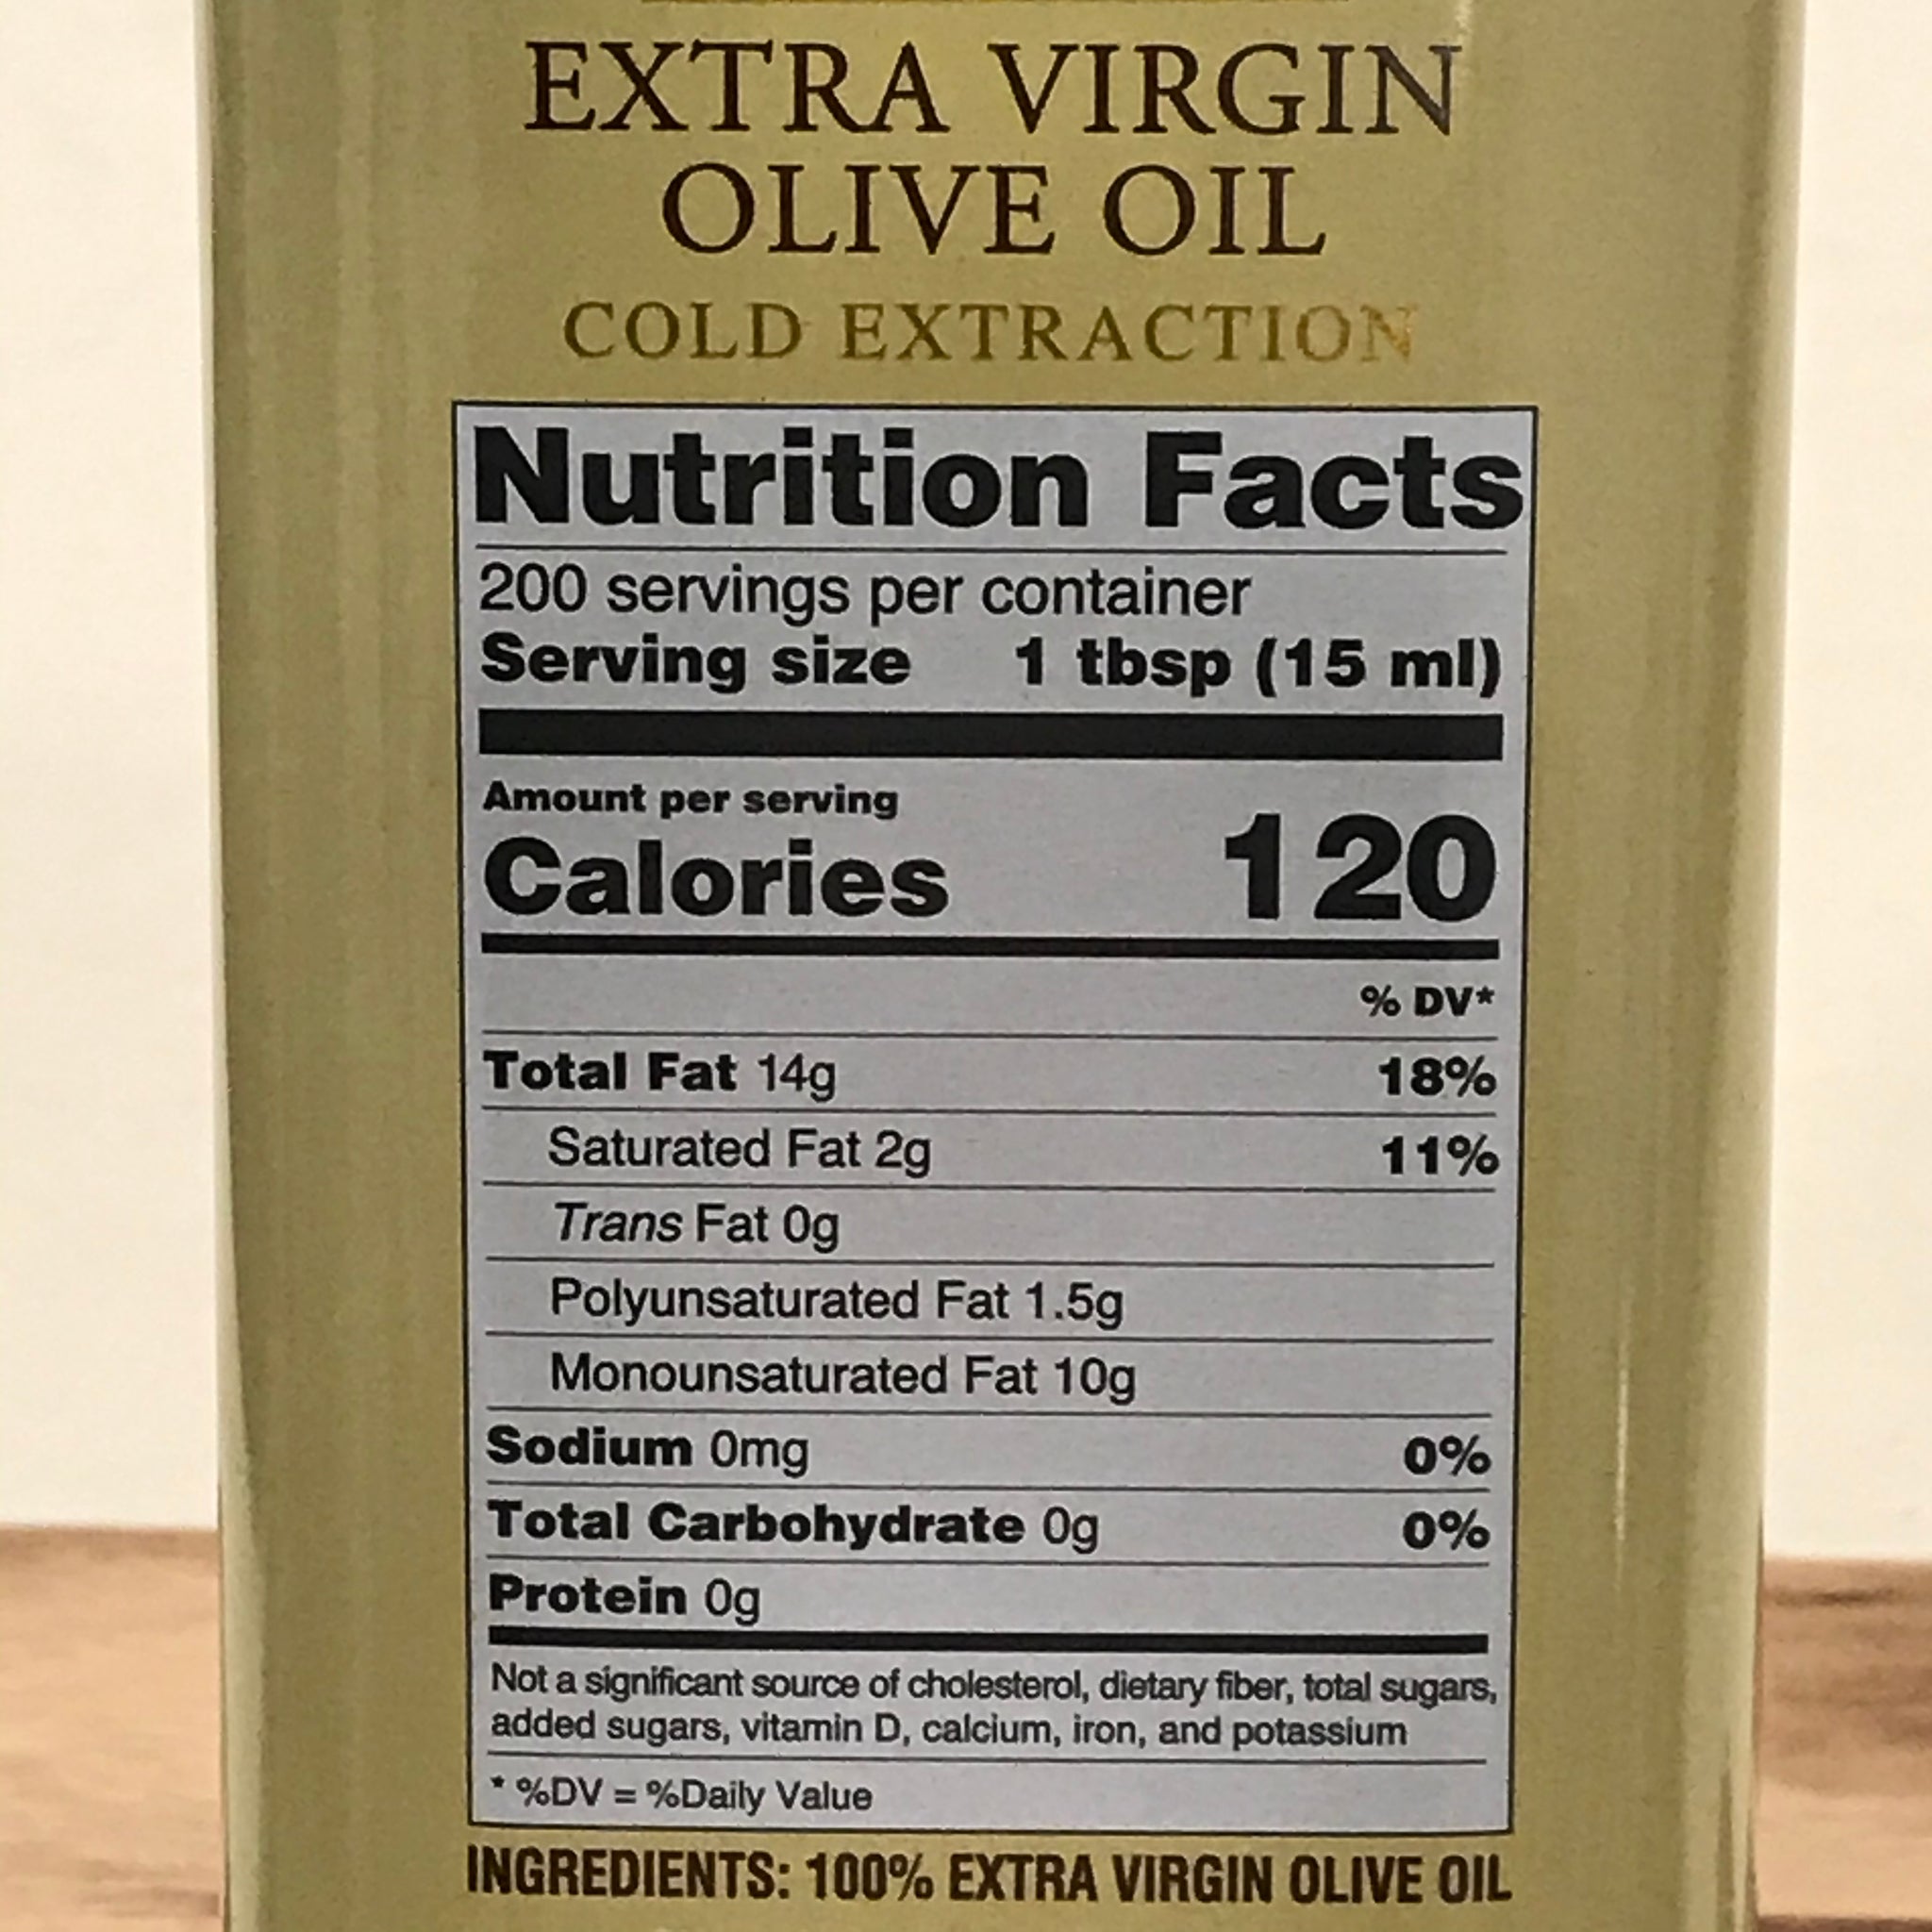 EXTRA VIRGIN
OLIVE OIL
COLD EXTRACTION
Nutrition Facts
200 servings per container
Serving size 1 tbsp (15 ml)
Amount per serving
Calories 120
% DV*
Total Fat 14g 18%
Saturated Fat 2g 11%
Trans Fat 0g
Polyunsaturated Fat 1.5g
Monounsaturated Fat 10g
Sodium 0mg 0%
Total Carbohydrate 0g 0%
Protein 0g
Not a significant source of cholesterol, dietary fiber, total sugars,
added sugars, vitamin D, calcium, iron, and potassium
* %DV = %Daily Value
INGREDIENTS: 100% EXTRA VIRGIN OLIVE OIL